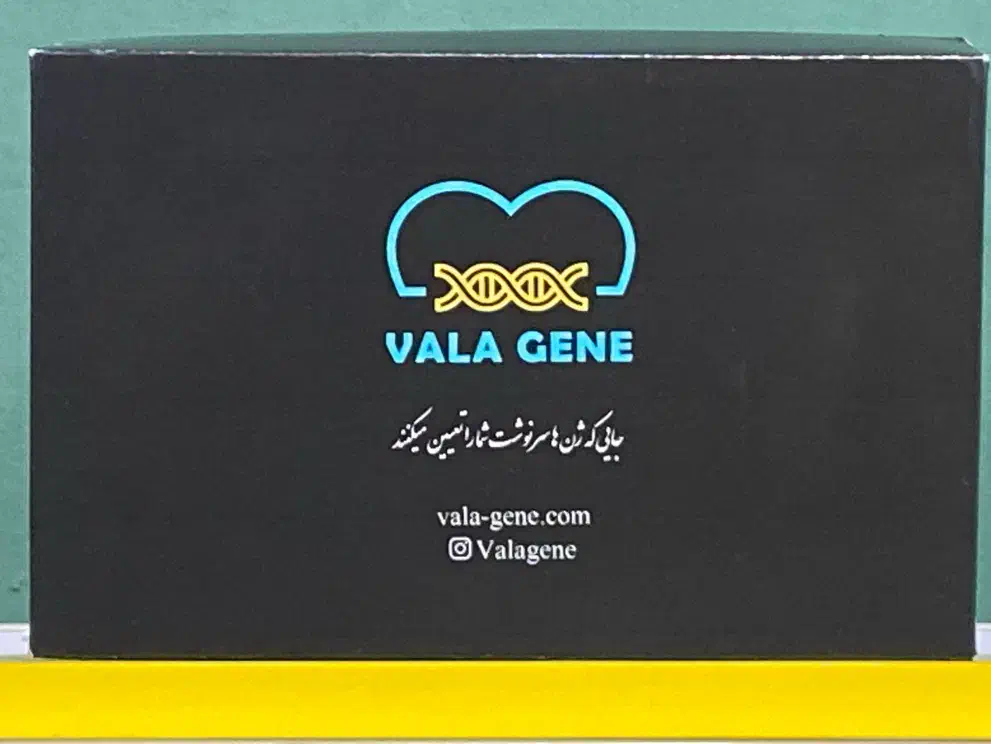 VALA GENE
جایی که ژن ها سرنوشت شما را تعیین میکنند
vala-gene.com
Valagene